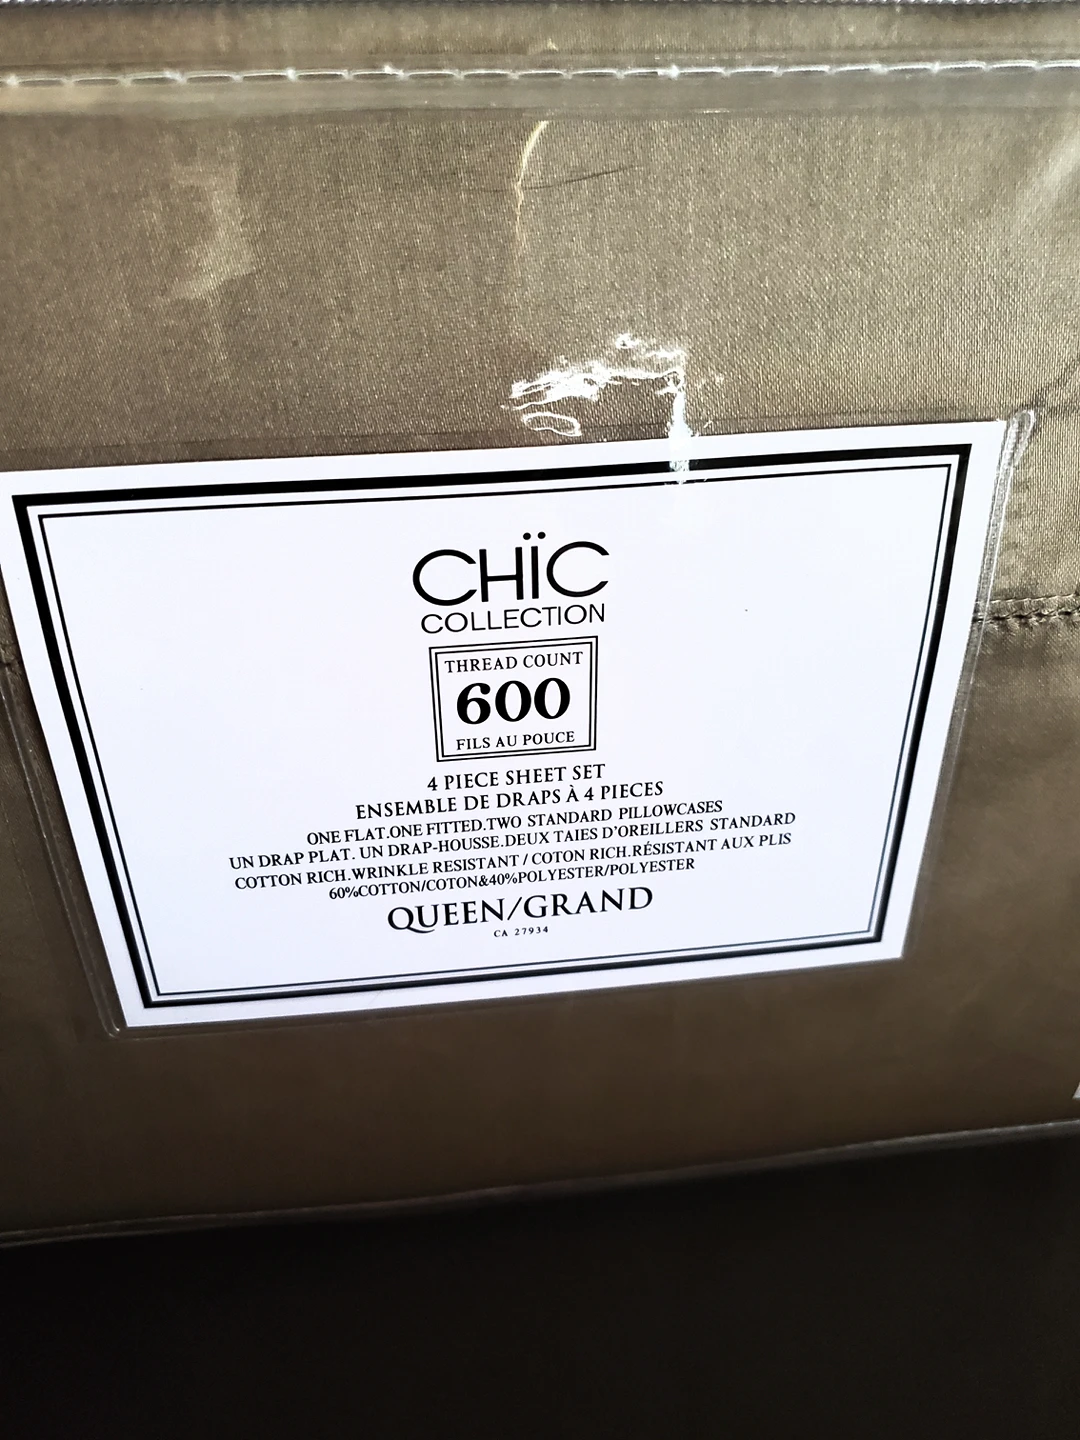 CHÏC
COLLECTION
THREAD COUNT
600
FILS AU POUCE
4 PIECE SHEET SET
ENSEMBLE DE DRAPS À 4 PIECES
ONE FLAT.ONE FITTED.TWO STANDARD PILLOWCASES
UN DRAP PLAT. UN DRAP-HOUSSE.DEUX TAIES D'OREILLERS STANDARD
COTTON RICH.WRINKLE RESISTANT / COTON RICH.RÉSISTANT AUX PLIS
60%COTTON/COTON&40%POLYESTER/POLYESTER
QUEEN/GRAND
CA 27934